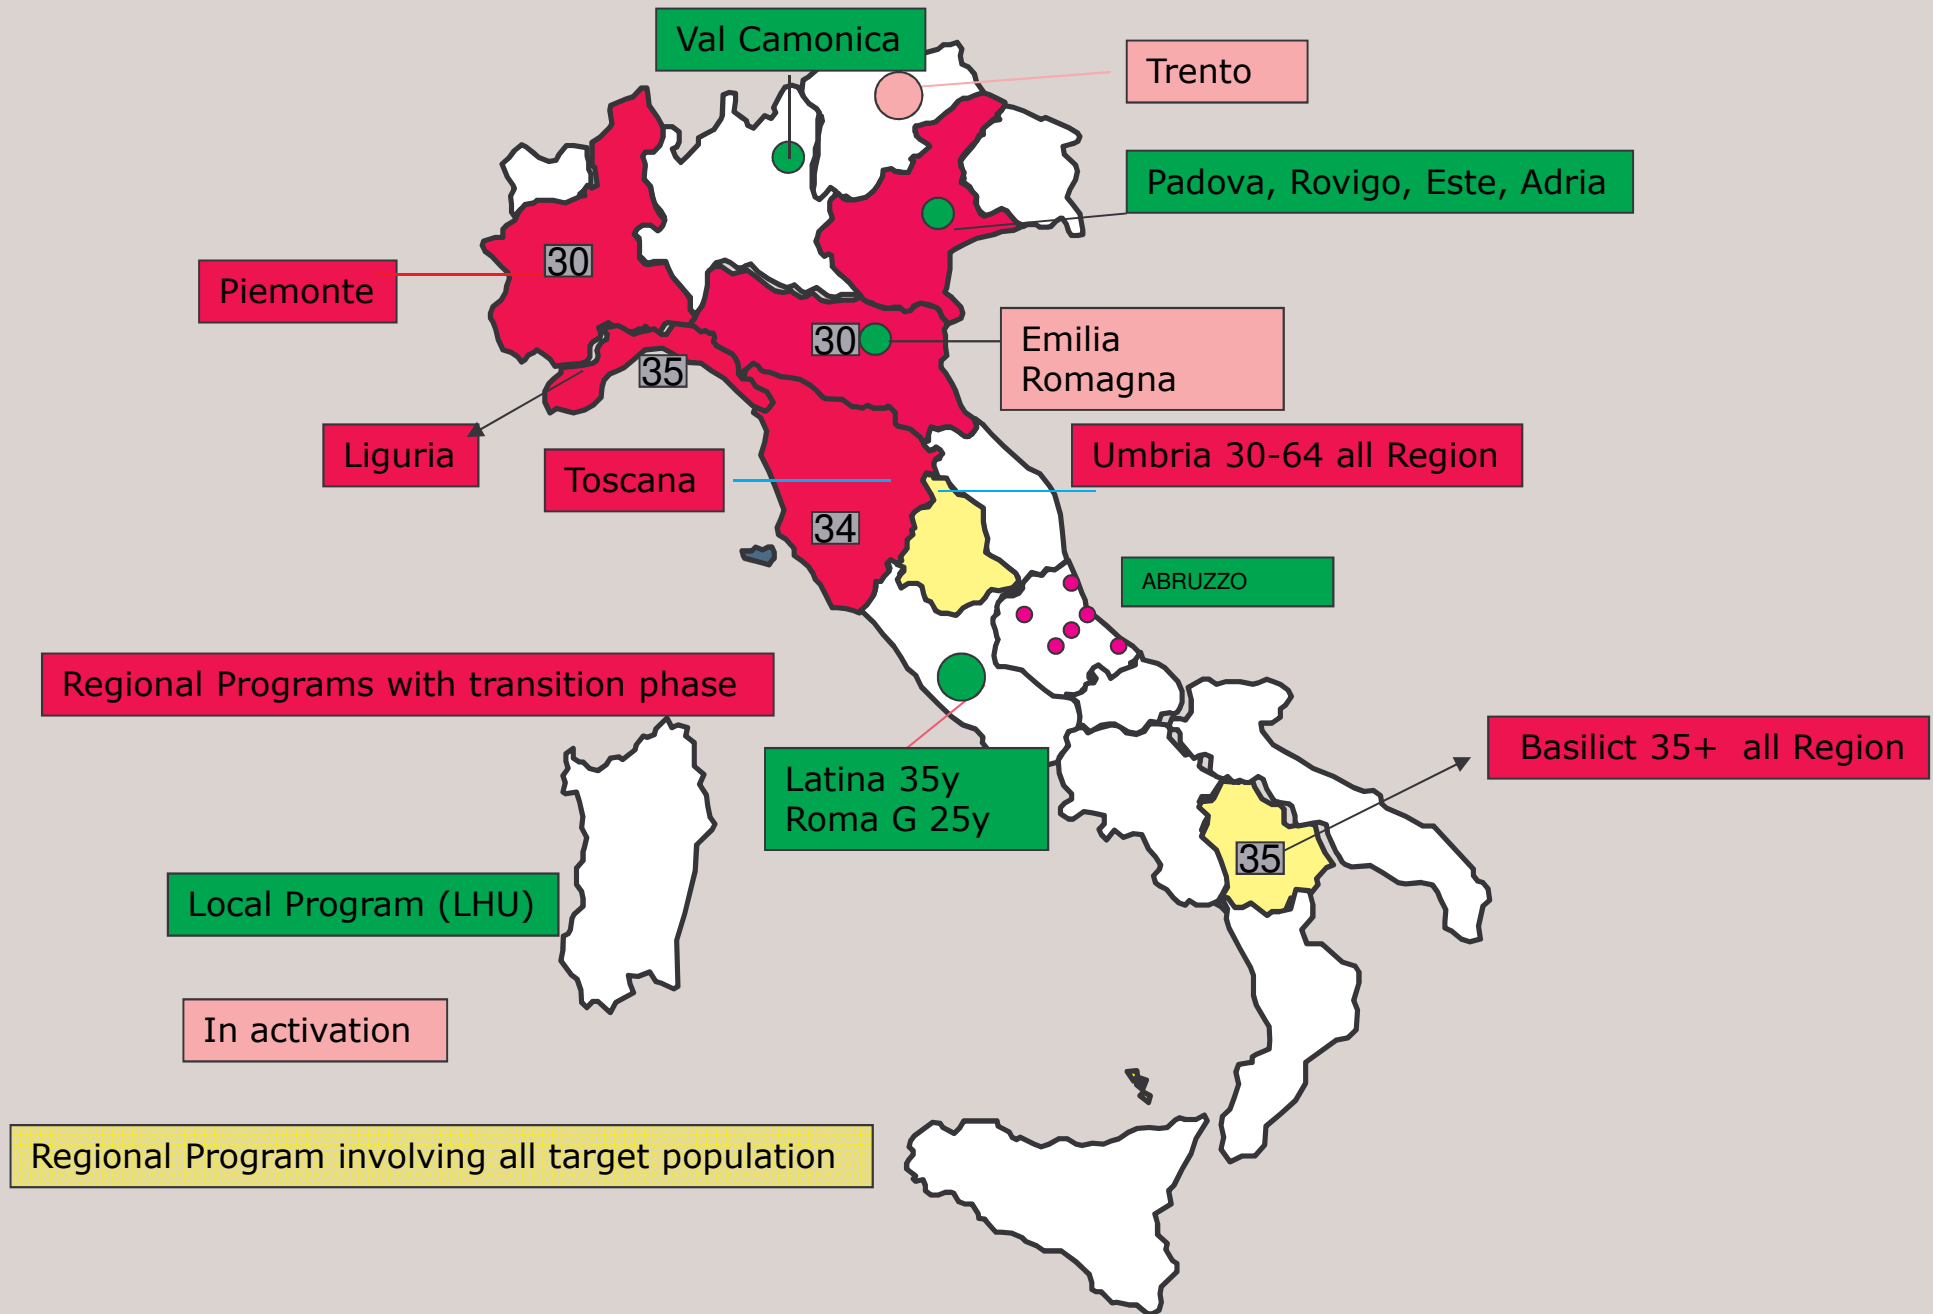 Val Camonica
Trento
Padova, Rovigo, Este, Adria
Piemonte
30
30
Emilia
Romagna
35
Liguria
Toscana
Umbria 30-64 all Region
34
ABRUZZO
Regional Programs with transition phase
Latina 35y
Roma G 25y
Basilict 35+ all Region
35
Local Program (LHU)
In activation
Regional Program involving all target population